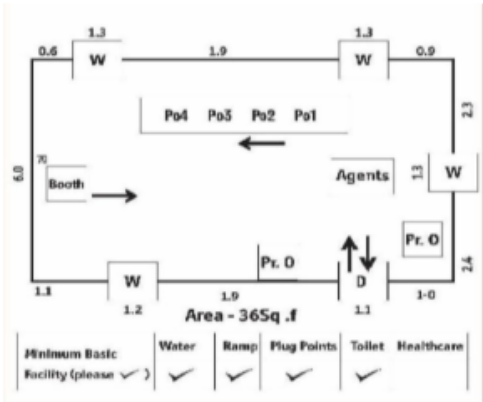 1.3 1.3
0.6 W 1.9 W 0.9
Po4 Po3 Po2 Po1
2.3
6.0 70 Booth Agents 1.3 W
Pr. O Pr. O
2.4
1.1 W 1.9 D 1-0
1.2 Area - 36Sq .f 1.1
Minimum Basic Water Ramp Plug Points Toilet Healthcare
Facility (please ✓) ✓ ✓ ✓ ✓